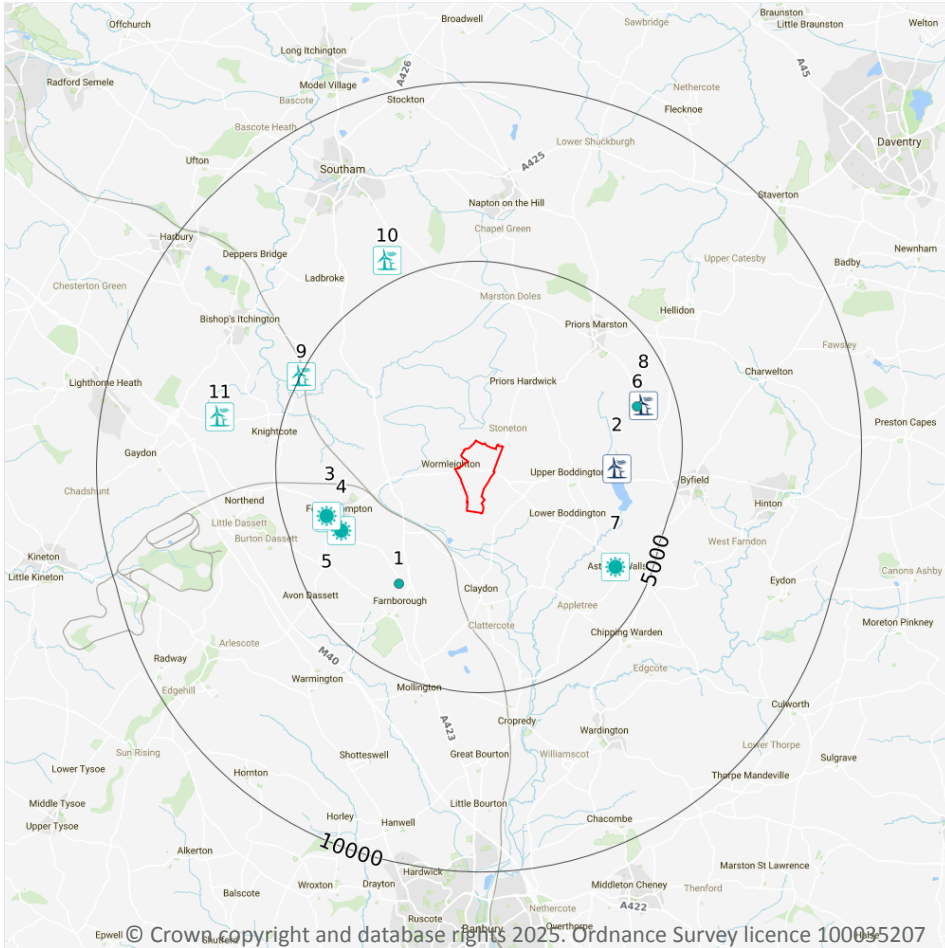 Offchurch
Broadwell
Sawbridge
Braunston
Little Braunston
Welton
Long Itchington
A426
A45
Radford Semele
Model Village
Bascote
Stockton
Nethercote
Flecknoe
Bascote Heath
Lower Shuckburgh
Daventry
Ufton
A425
Southam
Staverton
Napton on the Hill
Chapel Green
Harbury
10
Deppers Bridge
Newnham
Upper Catesby
Badby
Ladbroke
Chesterton Green
Marston Doles
Hellidon
Bishop's Itchington
Priors Marston
Fawsley
9
8
Charwelton
Lighthorne Heath
Priors Hardwick
6
11
2
Preston Capes
Knightcote
Stoneton
Gaydon
Wormleighton
Upper Boddington
3
Byfield
4
Chadshunt
Northend
Hinton
Little Dassett
Lower Boddington
7
Burton Dassett
West Farndon
Kineton
1
5
5000
Little Kineton
Canons Ashby
Avon Dassett
Farnborough
Claydon
Eydon
Appletree
Clattercote
Chipping Warden
Moreton Pinkney
Arlescote
M40
Radway
Edgcote
Warmington
Mollington
Edgehill
Culworth
A423
Cropredy
Wardington
Sun Rising
Shotteswell
Great Bourton
Williamscot
Lower Thorpe
Sulgrave
Lower Tysoe
Hornton
Thorpe Mandeville
Middle Tysoe
Little Bourton
Upper Tysoe
Horley
Hanwell
Chacombe
10000
Alkerton
Marston St Lawrence
Hardwick
Wroxton
Drayton
Middleton Cheney
Thenford
Balscote
A422
Nethercote
Ruscote
Overthorpe
Epwell
Shutford
Banbury
© Crown copyright and database rights 2025. Ordnance Survey licence 100035207